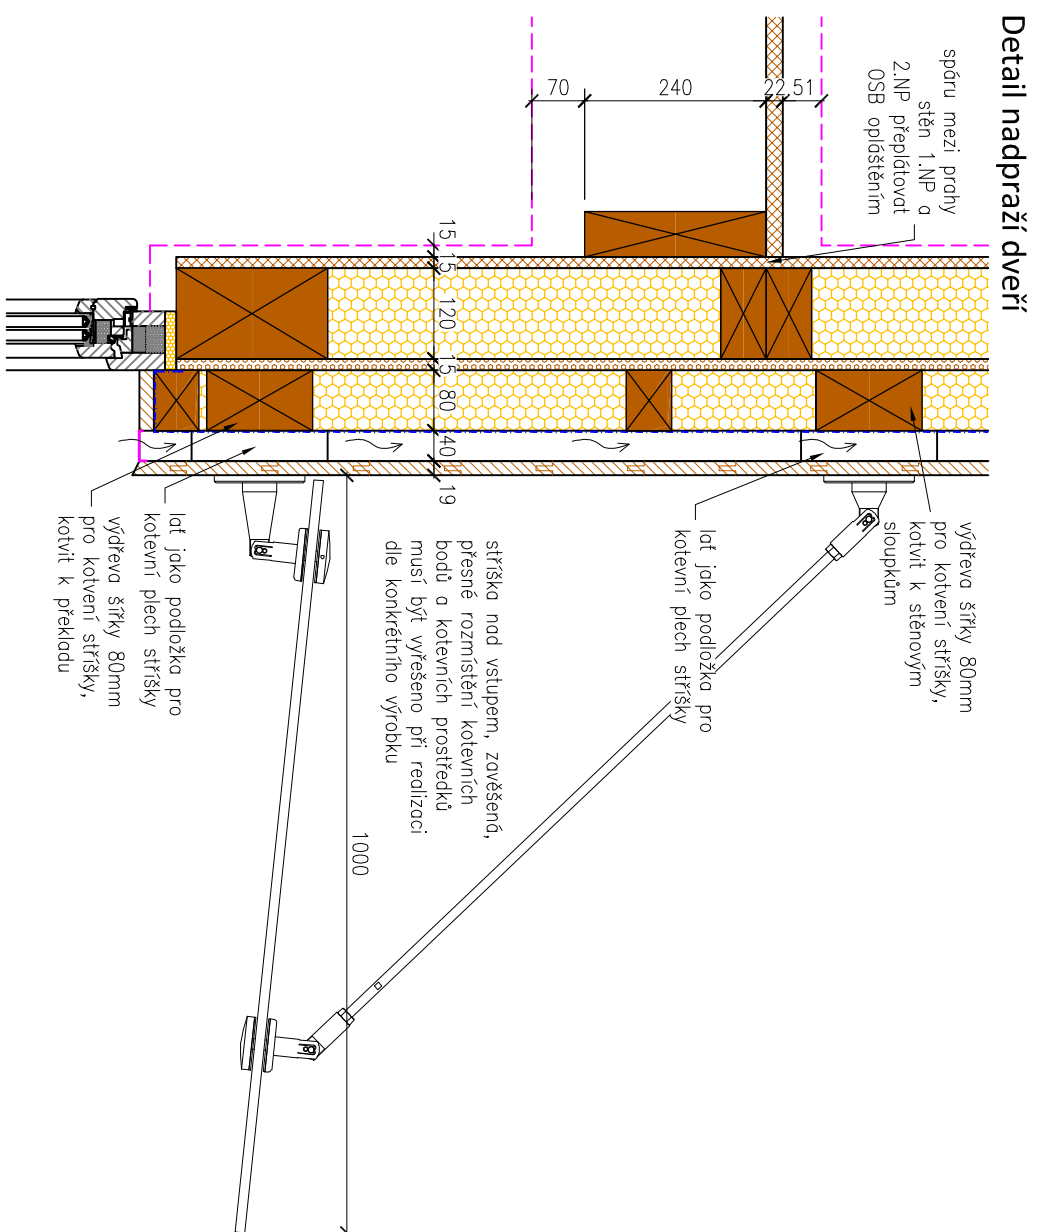 Detail nadpraží dveří
spáru mezi prahy
stěn 1.NP a
2.NP přeplátovat
OSB opláštěním
70
240
22
51
15
15
120
15
80
40
19
výdřeva šířky 80mm
pro kotvení stříšky,
kotvit k stěnovým
sloupkům
lať jako podložka pro
kotevní plech stříšky
stříška nad vstupem, zavěšená,
přesné rozmístění kotevních
bodů a kotevních prostředků
musí být vyřešeno při realizaci
dle konkrétního výrobku
1000
lať jako podložka pro
kotevní plech stříšky
výdřeva šířky 80mm
pro kotvení stříšky,
kotvit k překladu